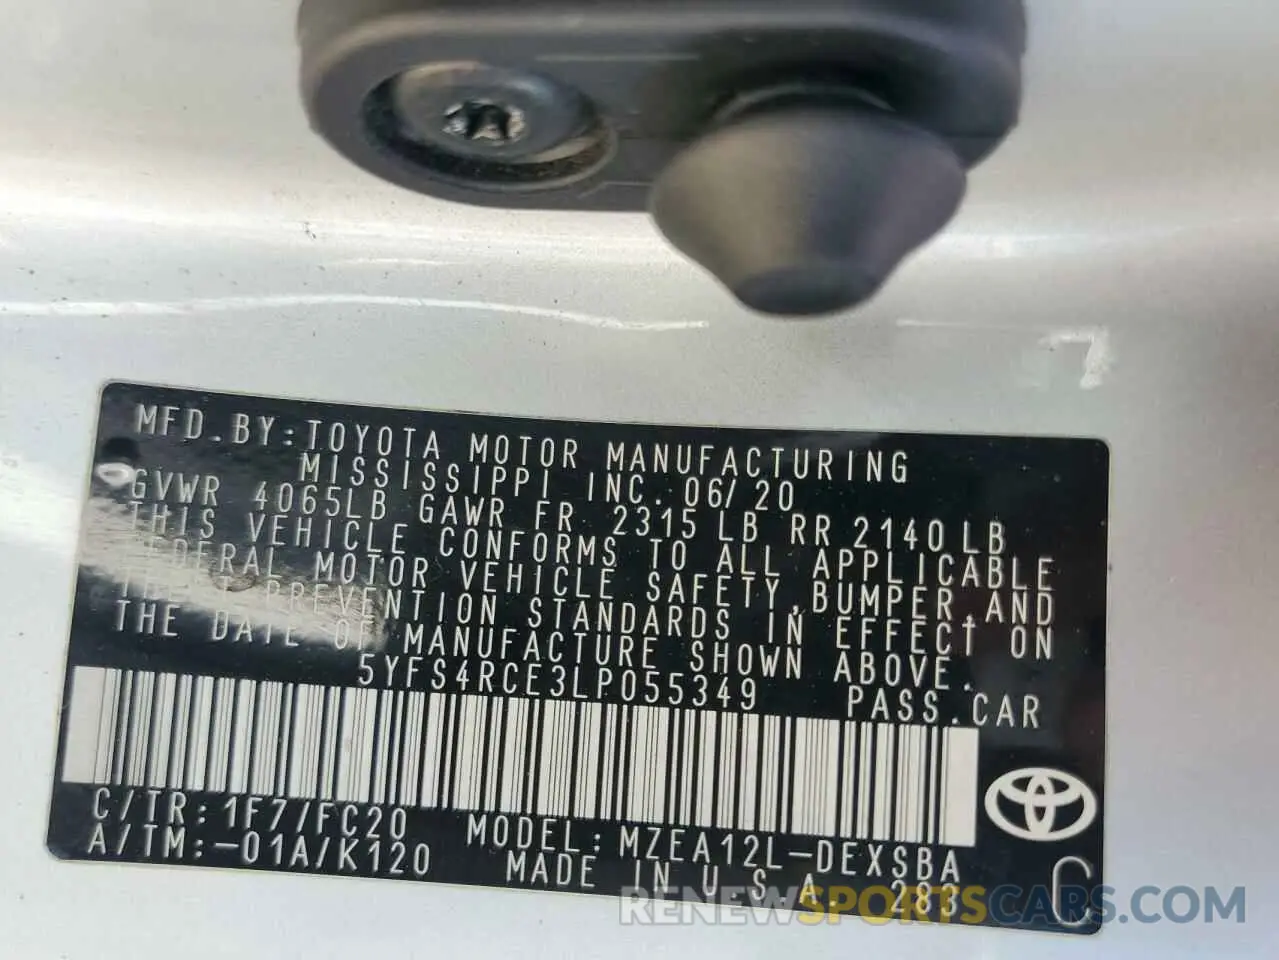 MFD.BY:TOYOTA MOTOR MANUFACTURING
MISSISSIPPI INC. 06/20
GVWR 4065LB GAWR FR 2315 LB RR 2140 LB
THIS VEHICLE CONFORMS TO ALL APPLICABLE
FEDERAL MOTOR VEHICLE SAFETY, BUMPER, AND
THEFT PREVENTION STANDARDS IN EFFECT ON
THE DATE OF MANUFACTURE SHOWN ABOVE.
5YFS4RCE3LP055349 PASS.CAR
C/TR:1F7/FC20 MODEL:MZEA12L-DEXSBA
A/TM:-01A/K120 MADE IN U.S.A. 283
C
RENEWSPORTSCARS.COM